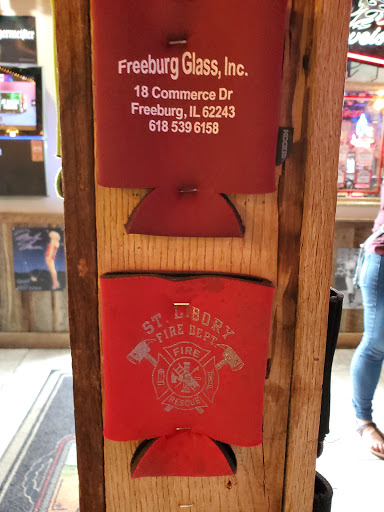 Freeburg Glass, Inc.
18 Commerce Dr
Freeburg, IL 62243
618 539 6158
ST. LIBORY
FIRE DEPT.
FIRE
RESCUE